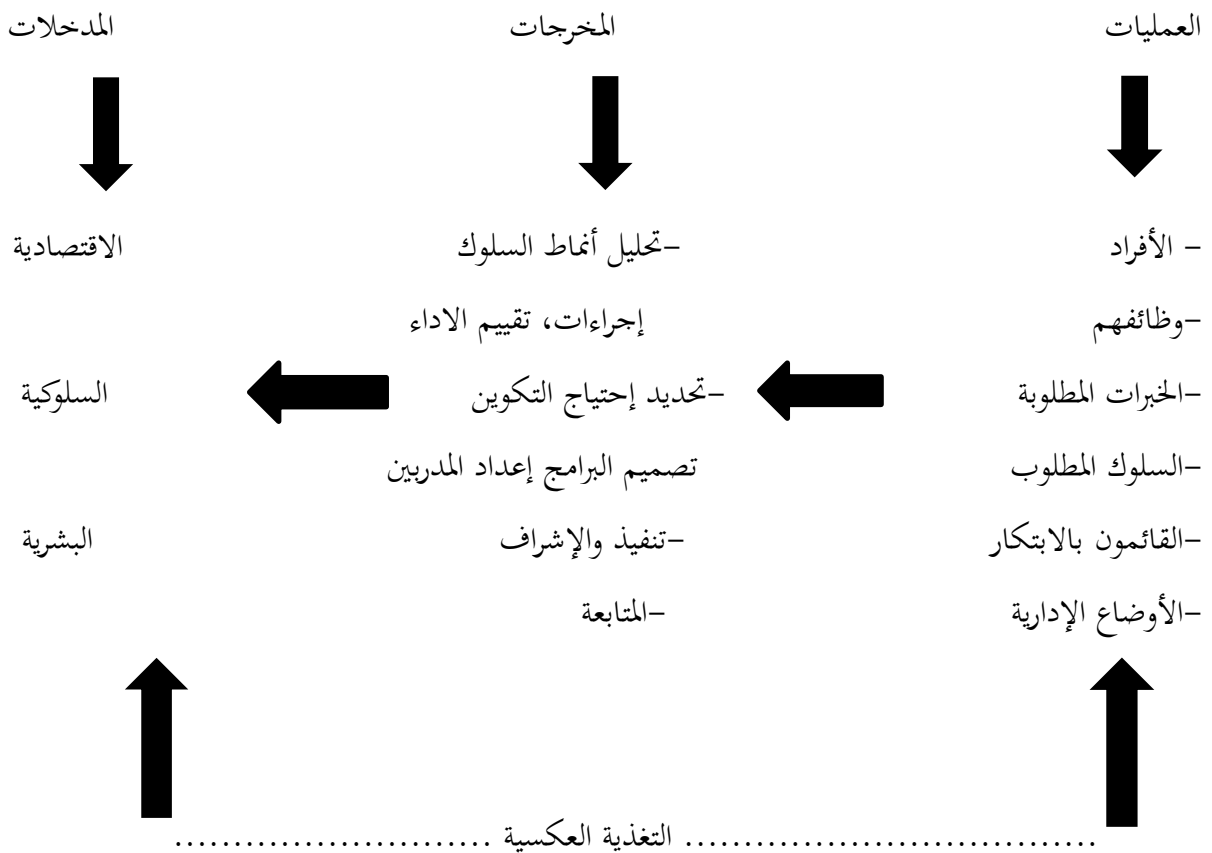 العمليات المخرجات المدخلات
– الأفراد –تحليل أنماط السلوك الاقتصادية
–وظائفهم إجراءات، تقييم الاداء
–الخبرات المطلوبة –تحديد إحتياج التكوين السلوكية
–السلوك المطلوب تصميم البرامج إعداد المدربين
–القائمون بالابتكار –تنفيذ والإشراف البشرية
–الأوضاع الإدارية –المتابعة
................................... التغذية العكسية ...........................